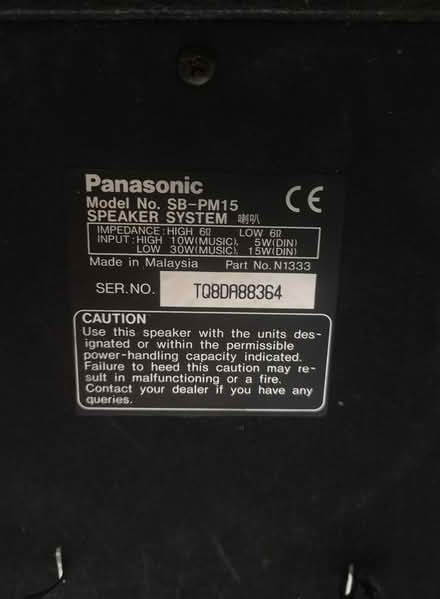 Panasonic
Model No. SB-PM15
SPEAKER SYSTEM 喇叭
CE
IMPEDANCE:HIGH 6Ω LOW 6Ω
INPUT:HIGH 10W(MUSIC), 5W(DIN)
LOW 30W(MUSIC), 15W(DIN)
Made in Malaysia Part No.N1333
SER.NO. TQ8DA88364
CAUTION
Use this speaker with the units des-
ignated or within the permissible
power-handling capacity indicated.
Failure to heed this caution may re-
sult in malfunctioning or a fire.
Contact your dealer if you have any
queries.